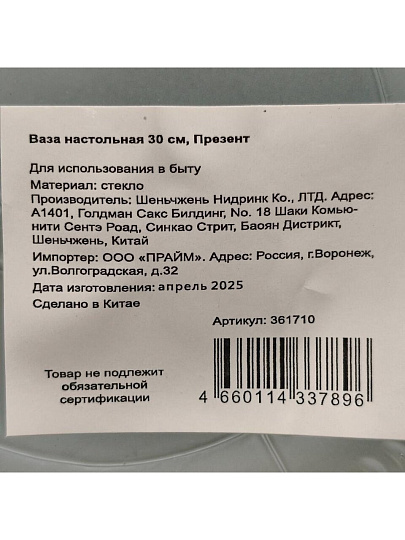 Ваза настольная 30 см, Презент
Для использования в быту
Материал: стекло
Производитель: Шеньчжень Нидринк Ко., ЛТД. Адрес:
А1401, Голдман Сакс Билдинг, No. 18 Шаки Комью-
нити Сентэ Роад, Синкао Стрит, Баоян Дистрикт,
Шеньчжень, Китай
Импортер: ООО «ПРАЙМ». Адрес: Россия, г.Воронеж,
ул.Волгоградская, д.32
Дата изготовления: апрель 2025
Сделано в Китае
Артикул: 361710
Товар не подлежит
обязательной
сертификации
4 660114 337896